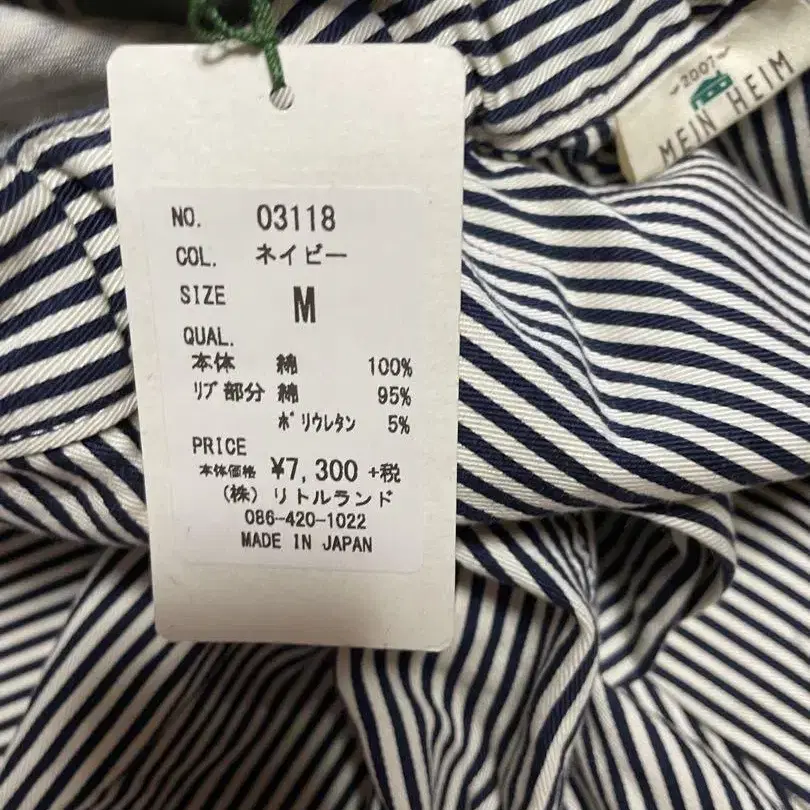 NO. 03118
COL. ネイビー
SIZE M
QUAL.
本体 綿 100%
リブ部分 綿 95%
ポリウレタン 5%
PRICE
本体価格 ¥7,300 +税
(株) リトルランド
086-420-1022
MADE IN JAPAN
~2007~
MEIN HEIM